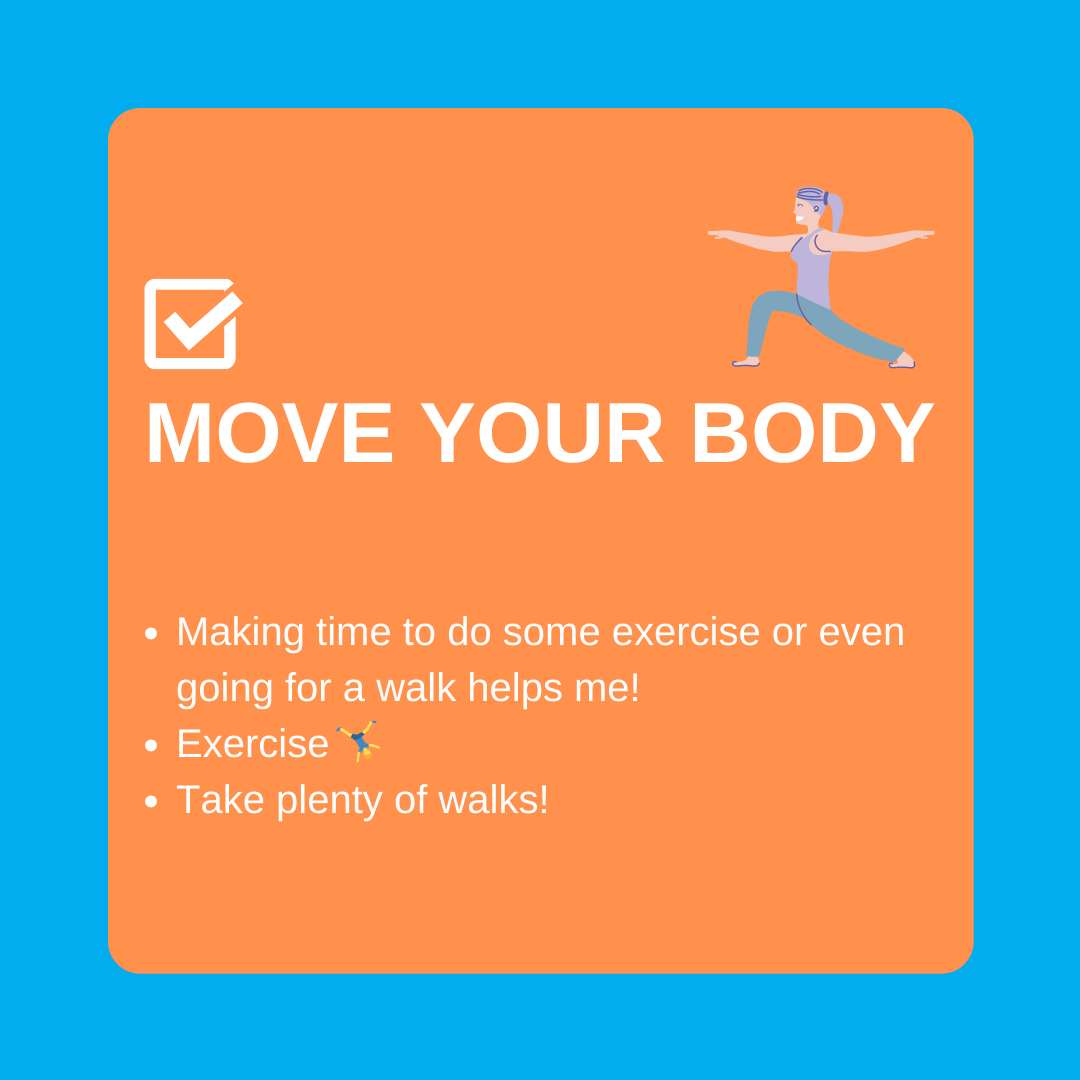 MOVE YOUR BODY
• Making time to do some exercise or even
going for a walk helps me!
• Exercise 🤸
• Take plenty of walks!